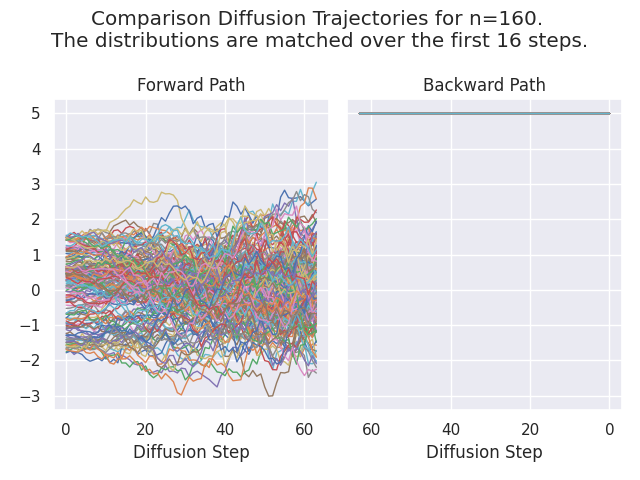 Comparison Diffusion Trajectories for n=160.
The distributions are matched over the first 16 steps.
Forward Path
Backward Path
5
4
3
2
1
0
−1
−2
−3
0 20 40 60
60 40 20 0
Diffusion Step
Diffusion Step